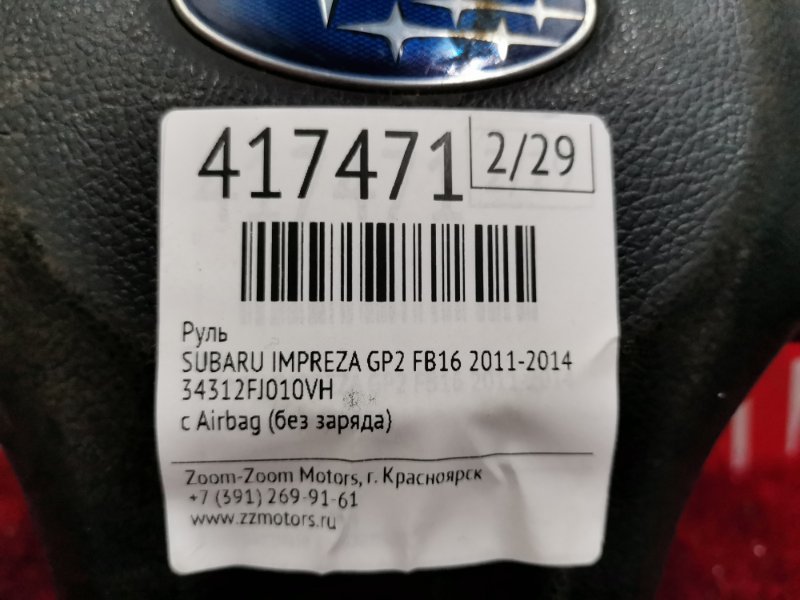 417471
2/29
Руль
SUBARU IMPREZA GP2 FB16 2011-2014
34312FJ010VH
с Airbag (без заряда)
Zoom-Zoom Motors, г. Красноярск
+7 (391) 269-91-61
www.zzmotors.ru